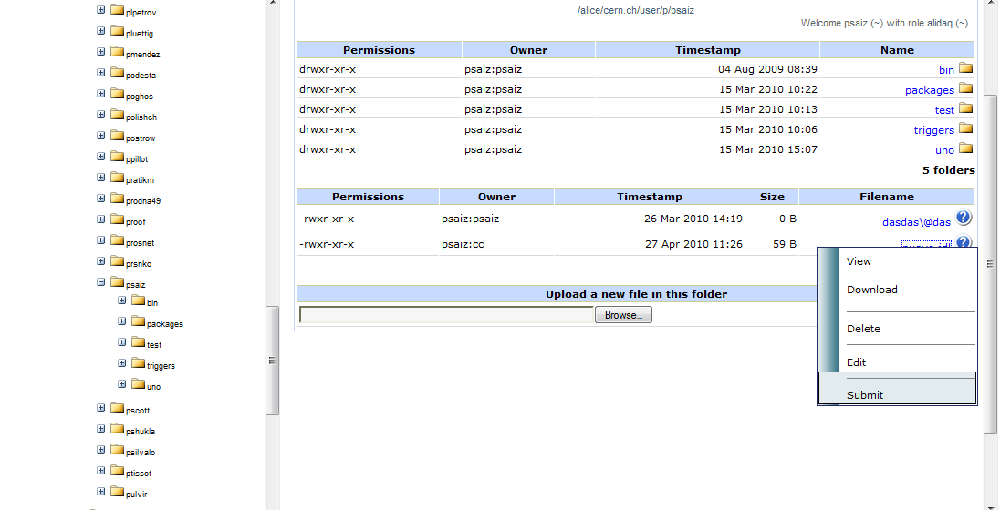 plpetrov
pluettig
pmendez
podesta
poghos
polishch
postrow
ppillot
pratikm
prodna49
proof
prosnet
prsnko
psaiz
bin
packages
test
triggers
uno
pscott
pshukla
psilvalo
ptissot
pulvir
/alice/cern.ch/user/p/psaiz
Welcome psaiz (~) with role alidaq (~)
Permissions Owner Timestamp Name
drwxr-xr-x psaiz:psaiz 04 Aug 2009 08:39 bin
drwxr-xr-x psaiz:psaiz 15 Mar 2010 10:22 packages
drwxr-xr-x psaiz:psaiz 15 Mar 2010 10:13 test
drwxr-xr-x psaiz:psaiz 15 Mar 2010 10:06 triggers
drwxr-xr-x psaiz:psaiz 15 Mar 2010 15:07 uno
5 folders
Permissions Owner Timestamp Size Filename
-rwxr-xr-x psaiz:psaiz 26 Mar 2010 14:19 0 B dasdas\@das
-rwxr-xr-x psaiz:cc 27 Apr 2010 11:26 59 B
Upload a new file in this folder
Browse...
View
Download
Delete
Edit
Submit